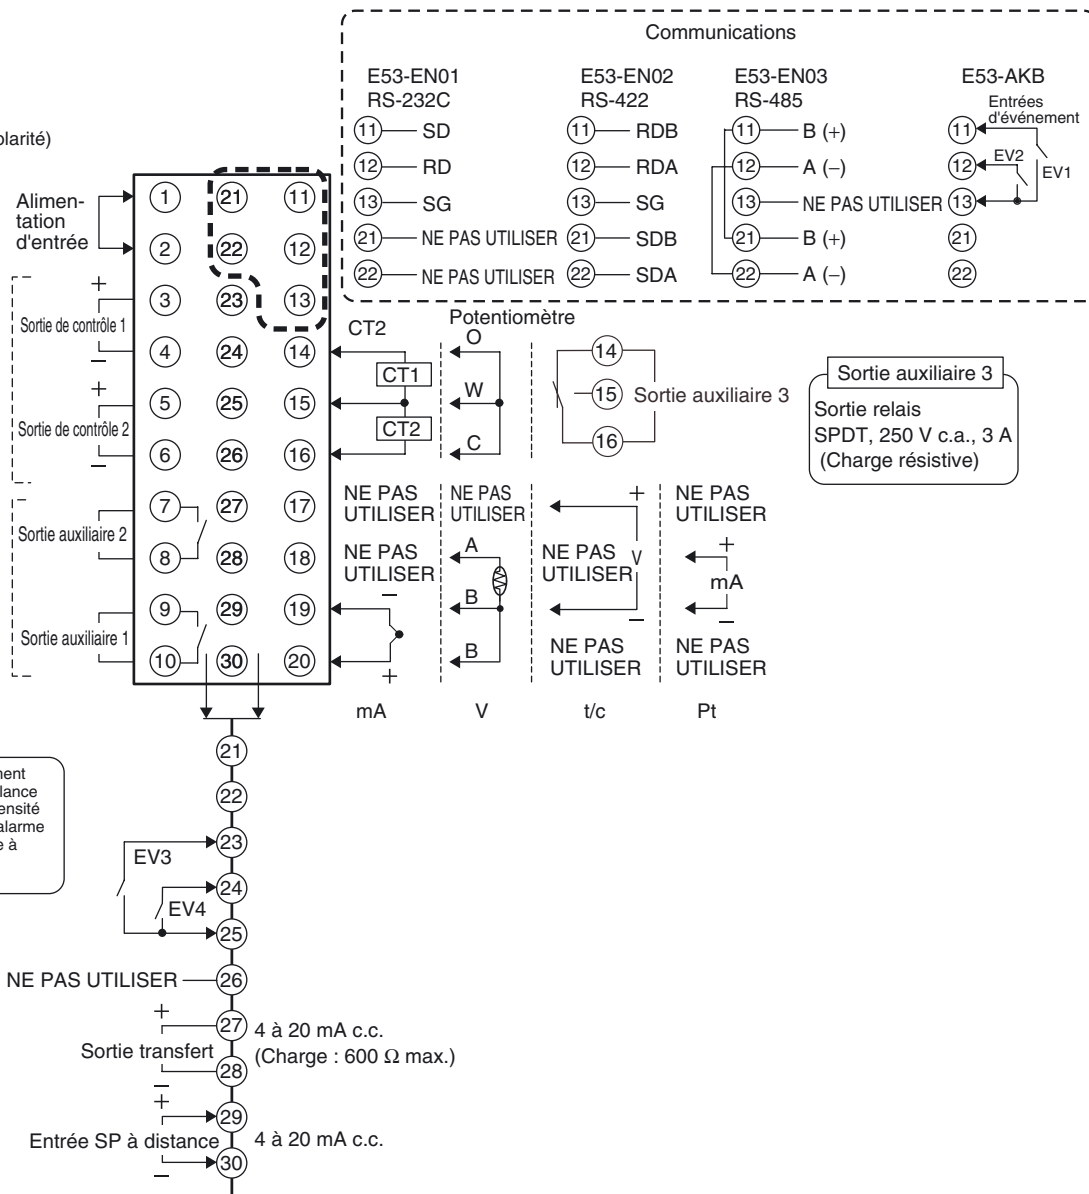 Communications
E53-EN01
RS-232C
11 SD
12 RD
13 SG
21 NE PAS UTILISER
22 NE PAS UTILISER
E53-EN02
RS-422
11 RDB
12 RDA
13 SG
21 SDB
22 SDA
E53-EN03
RS-485
11 B (+)
12 A (−)
13 NE PAS UTILISER
21 B (+)
22 A (−)
E53-AKB
Entrées
d'événement
11
12 EV2
EV1
13
21
22
olarité)
Alimen-
tation
d'entrée
+
Sortie de contrôle 1
−
+
Sortie de contrôle 2
−
Sortie auxiliaire 2
Sortie auxiliaire 1
1 21 11
2 22 12
3 23 13
4 24 14
5 25 15
6 26 16
7 27 17
8 28 18
9 29 19
10 30 20
CT2
CT1
CT2
Potentiomètre
O
W
C
14
15 Sortie auxiliaire 3
16
Sortie auxiliaire 3
Sortie relais
SPDT, 250 V c.a., 3 A
(Charge résistive)
NE PAS
UTILISER
NE PAS
UTILISER
−
+
mA
NE PAS
UTILISER
A
B
B
V
+
NE PAS
UTILISER
V
−
NE PAS
UTILISER
t/c
NE PAS
UTILISER
+
mA
−
NE PAS
UTILISER
Pt
ment
lance
ensité
alarme
e à
21
22
EV3
23
24
EV4
25
NE PAS UTILISER 26
+
27 4 à 20 mA c.c.
Sortie transfert (Charge : 600 Ω max.)
28
−
+
29
Entrée SP à distance 4 à 20 mA c.c.
30
−